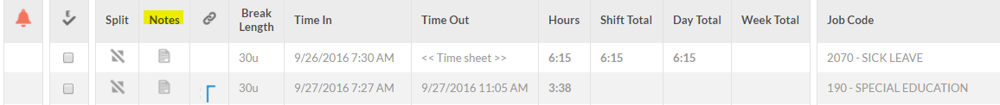 E Split Notes Break Length Time In Time Out Hours Shift Total Day Total Week Total Job Code
30u 9/26/2016 7:30 AM << Time sheet >> 6:15 6:15 6:15 2070 - SICK LEAVE
30u 9/27/2016 7:27 AM 9/27/2016 11:05 AM 3:38 190 - SPECIAL EDUCATION